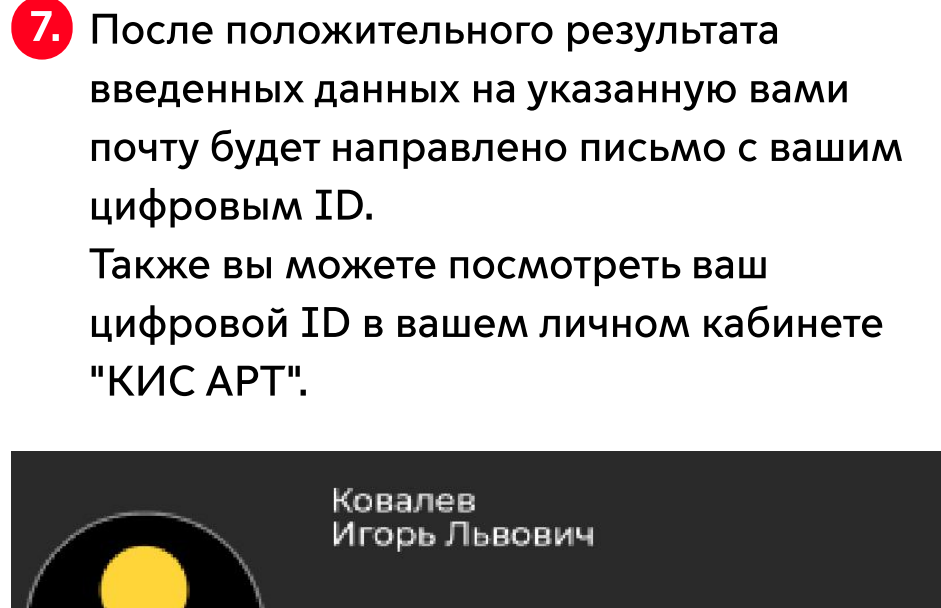 7. После положительного результата
введенных данных на указанную вами
почту будет направлено письмо с вашим
цифровым ID.
Также вы можете посмотреть ваш
цифровой ID в вашем личном кабинете
"КИС АРТ".
Ковалев
Игорь Львович